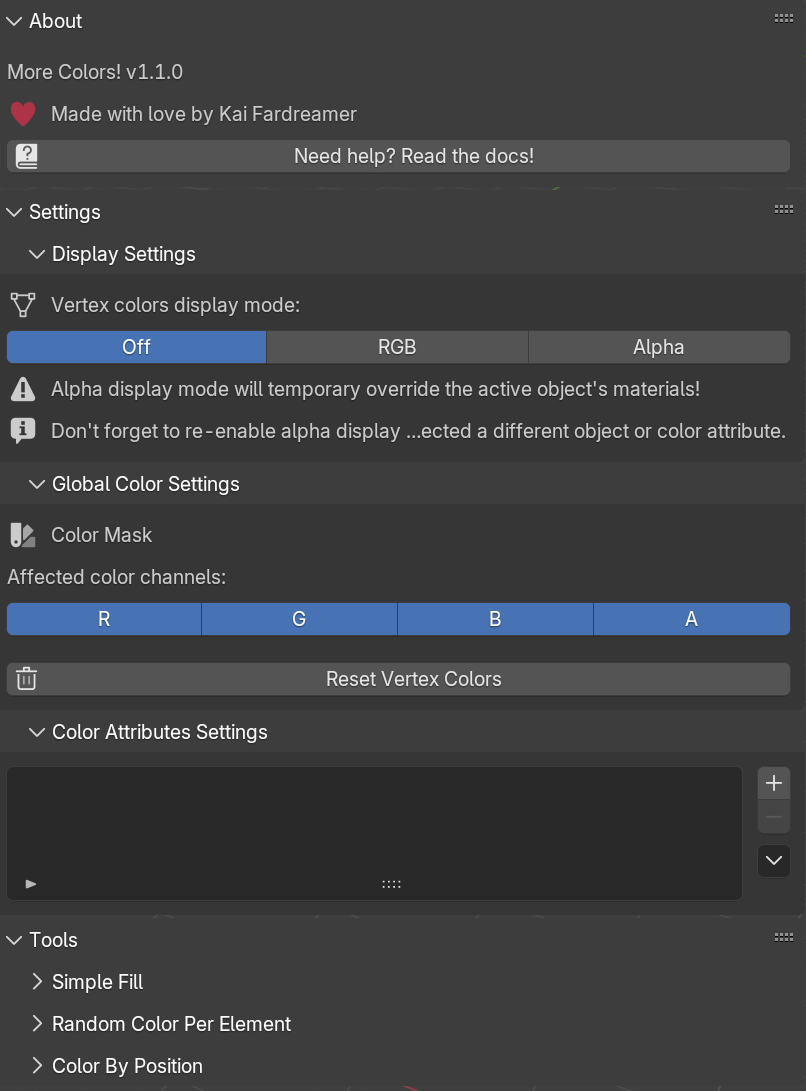 About
More Colors! v1.1.0
Made with love by Kai Fardreamer
Need help? Read the docs!
Settings
Display Settings
Vertex colors display mode:
Off RGB Alpha
Alpha display mode will temporary override the active object's materials!
Don't forget to re-enable alpha display ...ected a different object or color attribute.
Global Color Settings
Color Mask
Affected color channels:
R G B A
Reset Vertex Colors
Color Attributes Settings
Tools
Simple Fill
Random Color Per Element
Color By Position